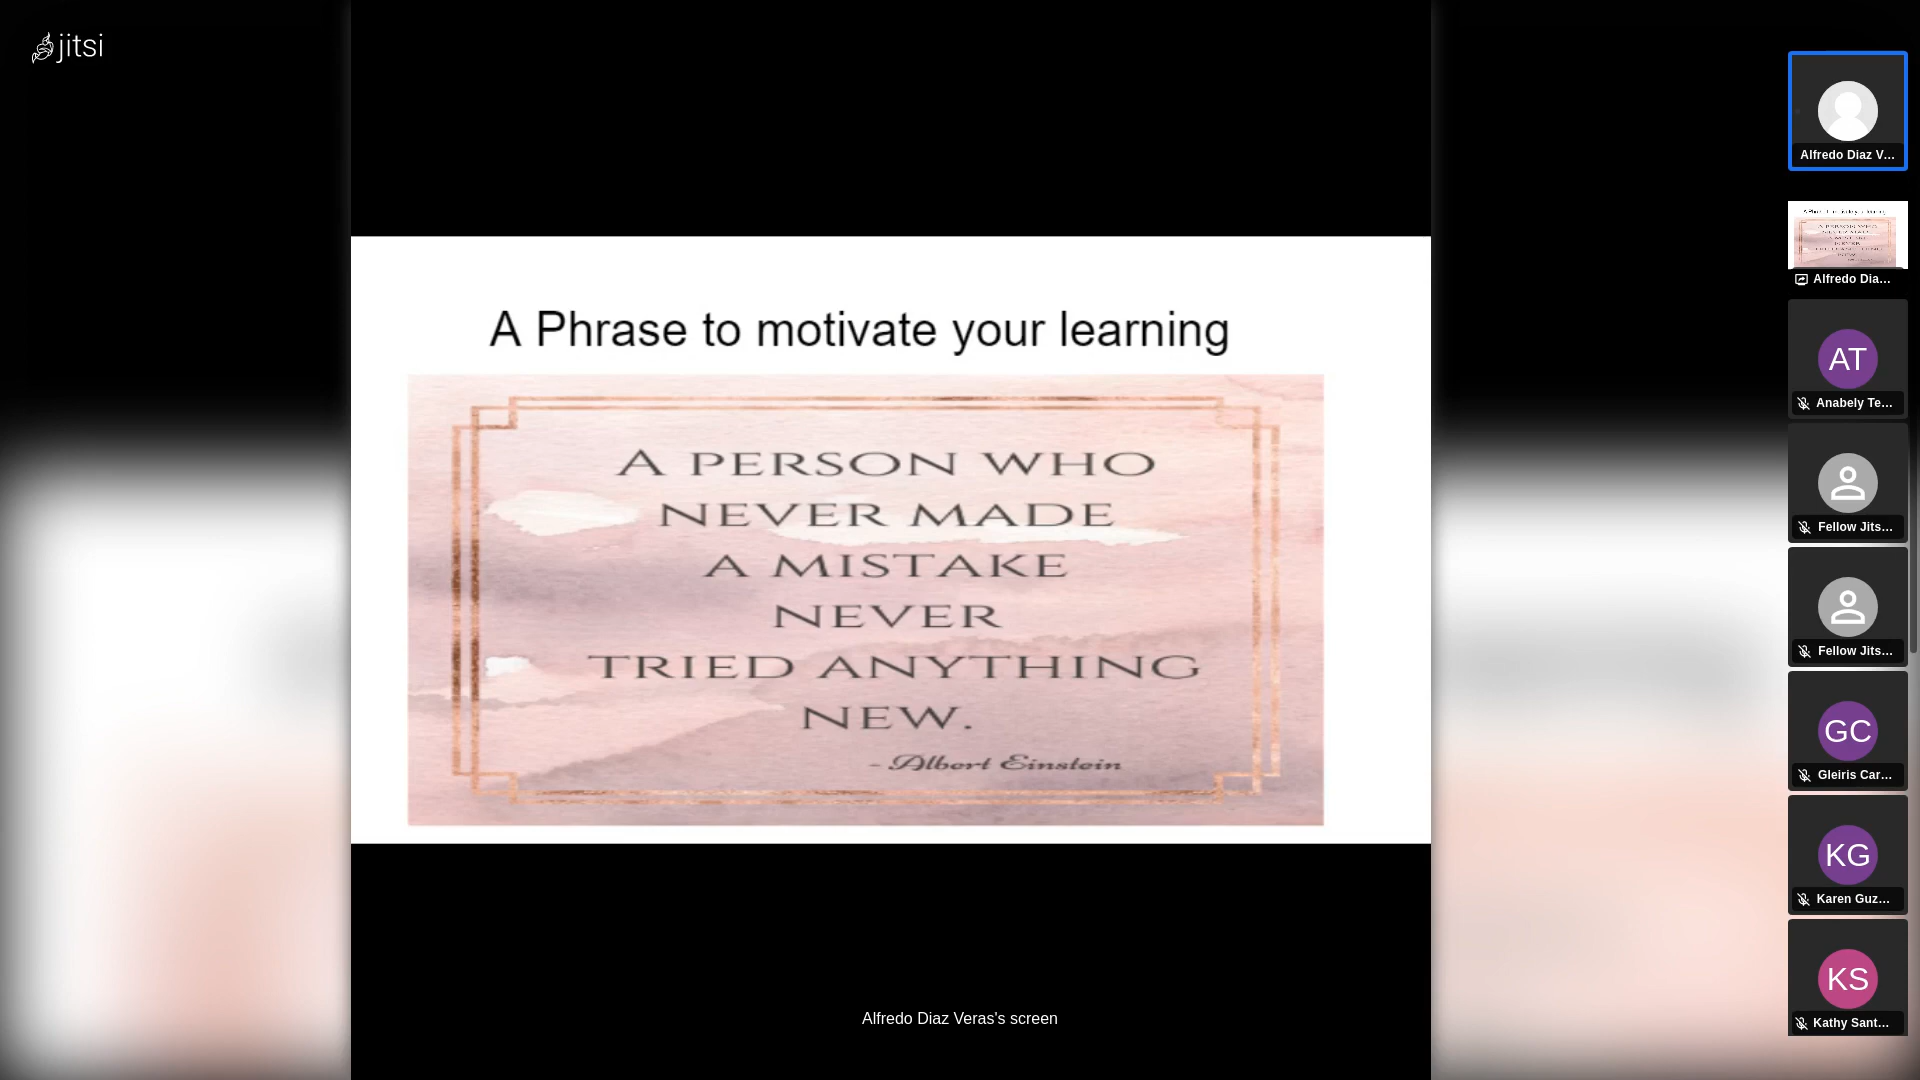 jitsi
A Phrase to motivate your learning
A PERSON WHO
NEVER MADE
A MISTAKE
NEVER
TRIED ANYTHING
NEW.
- Albert Einstein
Alfredo Diaz Veras's screen
Alfredo Diaz V...
Alfredo Dia...
AT
Anabely Te...
Fellow Jits...
Fellow Jits...
GC
Gleiris Car...
KG
Karen Guz...
KS
Kathy Sant...